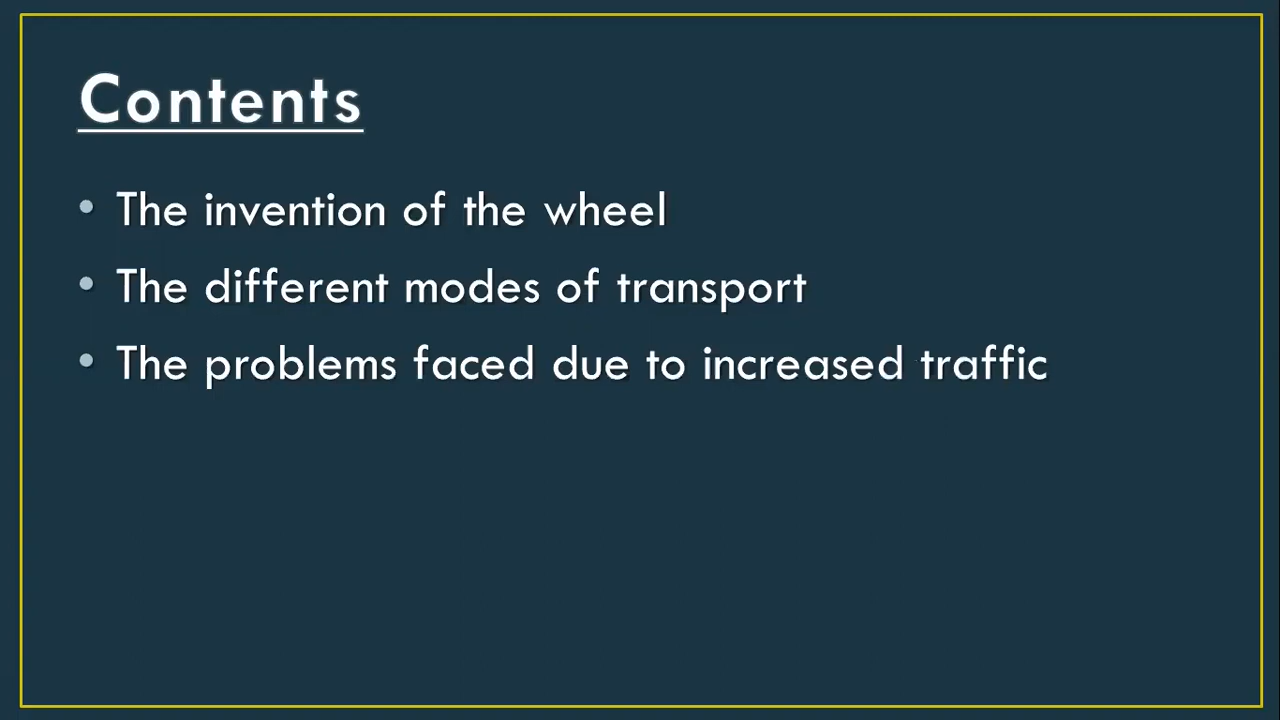 Contents
• The invention of the wheel
• The different modes of transport
• The problems faced due to increased traffic